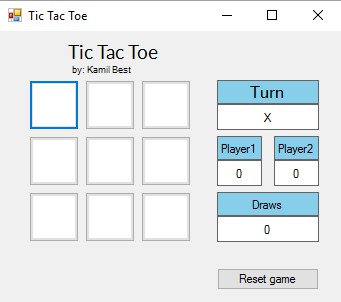 Tic Tac Toe
Tic Tac Toe
by: Kamil Best
Turn
X
Player1 Player2
0 0
Draws
0
Reset game